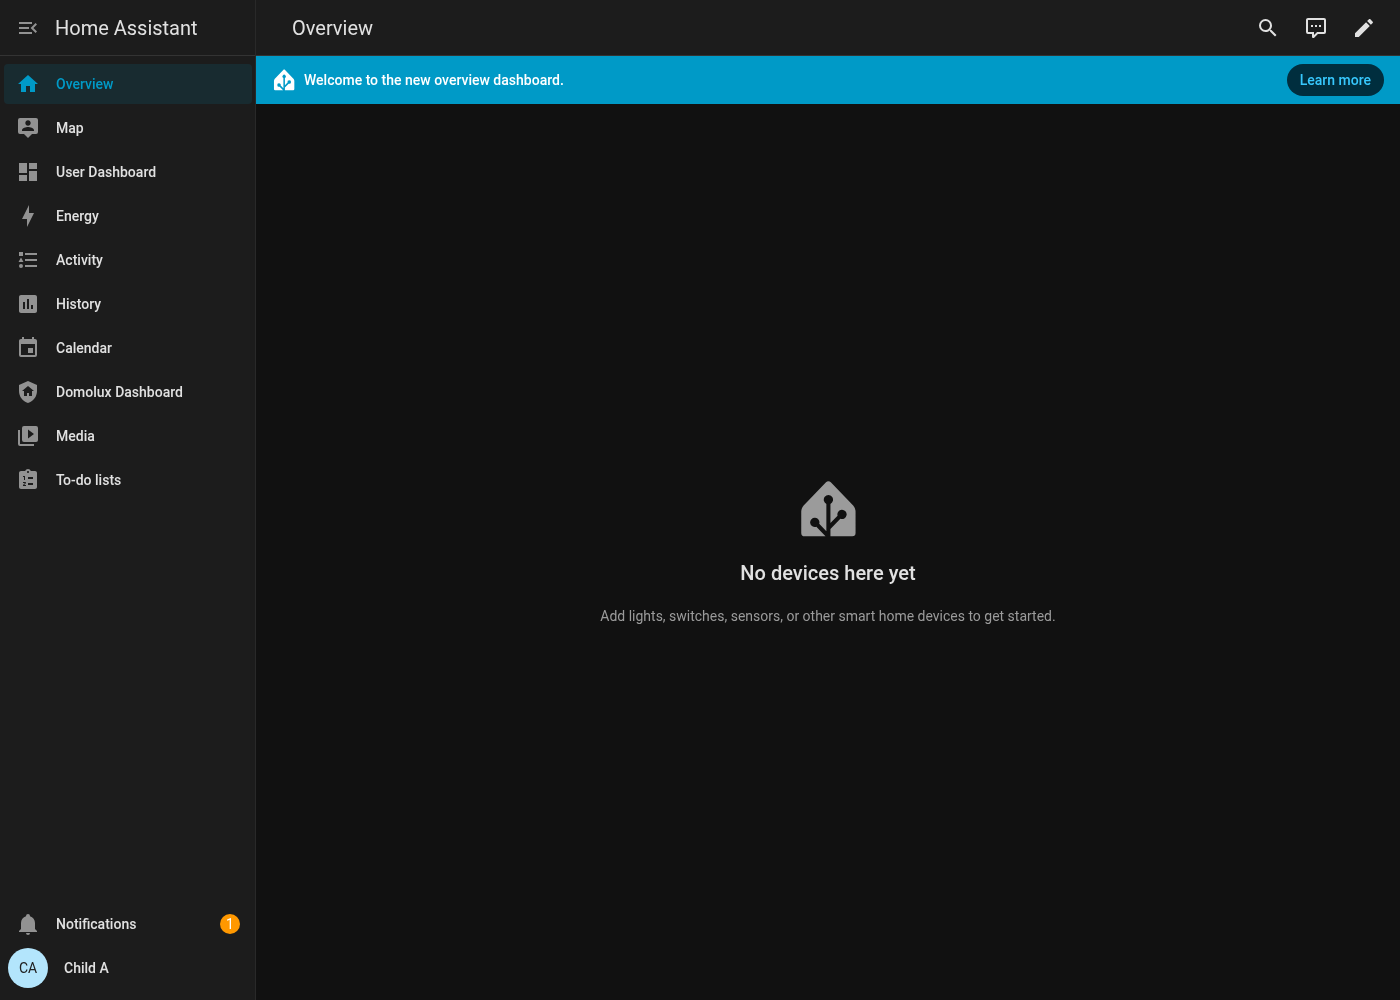 Home Assistant
Overview
Welcome to the new overview dashboard.
Learn more
Overview
Map
User Dashboard
Energy
Activity
History
Calendar
Domolux Dashboard
Media
To-do lists
No devices here yet
Add lights, switches, sensors, or other smart home devices to get started.
Notifications
1
CA
Child A